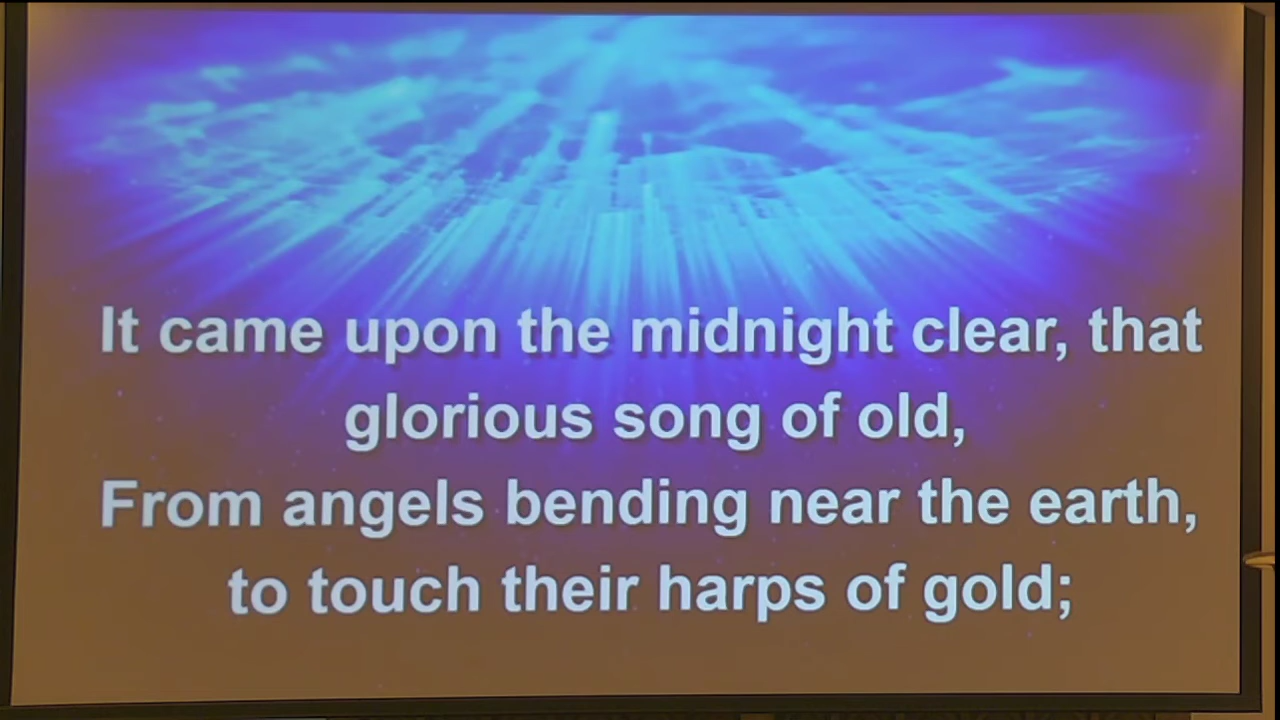 It came upon the midnight clear, that
glorious song of old,
From angels bending near the earth,
to touch their harps of gold;